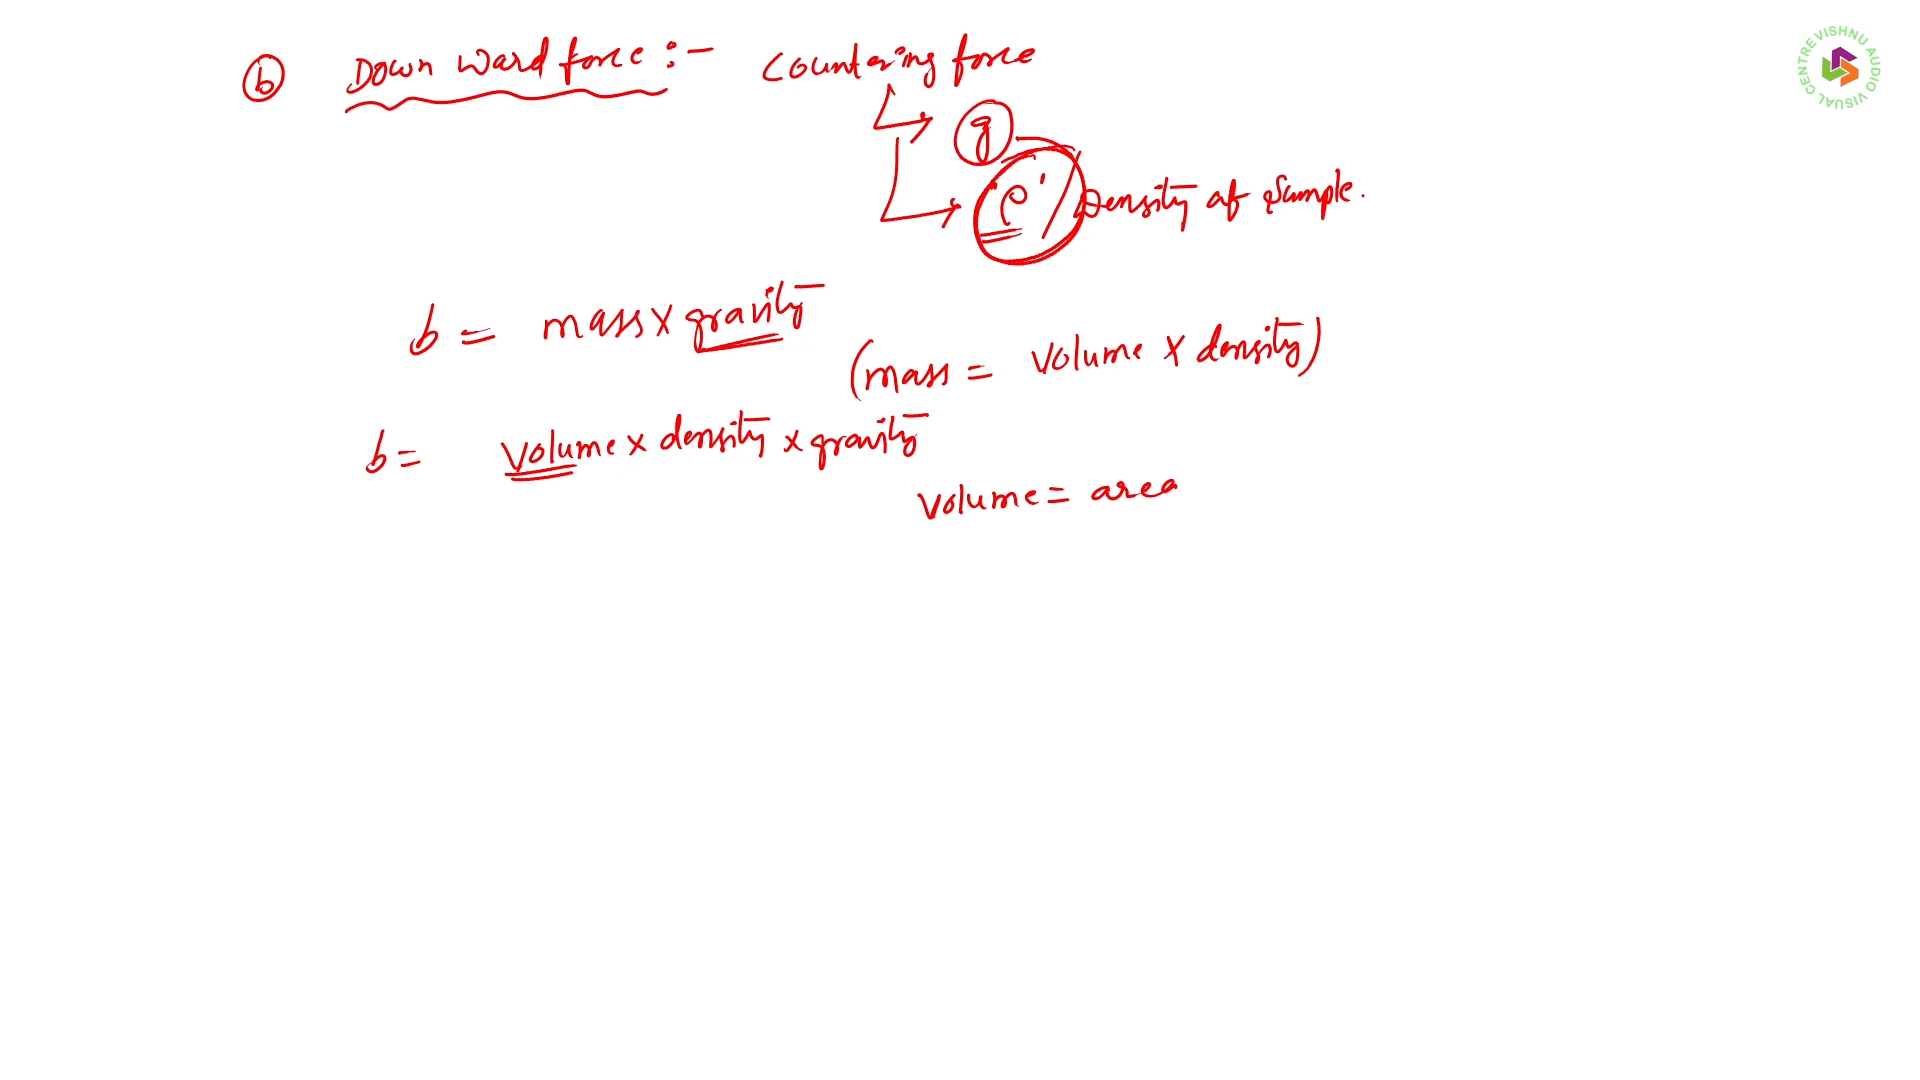 b Down ward force :- Countering force
g
'ρ' / Density of sample.
b = mass x gravity
(mass = volume x density)
b = volume x density x gravity
volume = area
VISHNU AUDIO VISUAL CENTRE